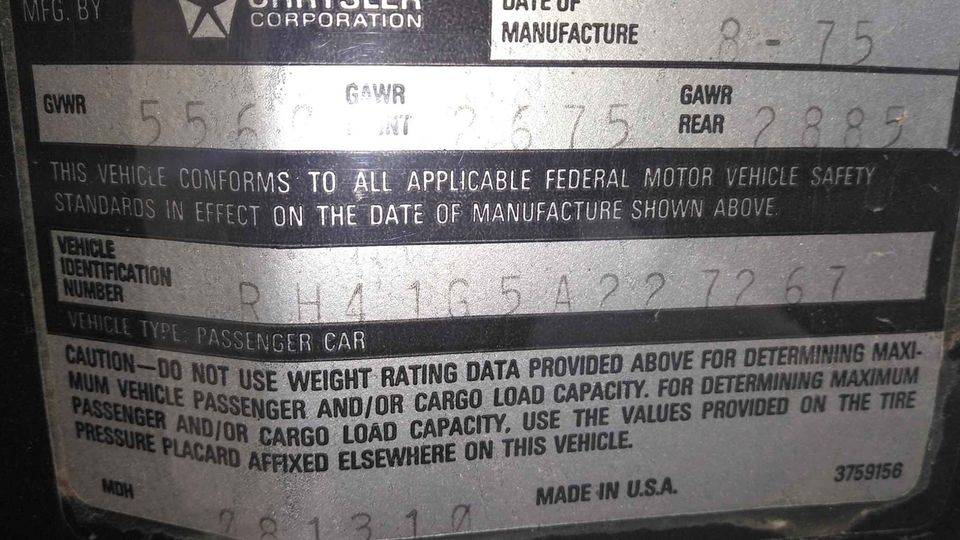 MFG. BY CHRYSLER CORPORATION
DATE OF MANUFACTURE 8 - 75
GVWR 5560 GAWR FRONT 2675 GAWR REAR 2885
THIS VEHICLE CONFORMS TO ALL APPLICABLE FEDERAL MOTOR VEHICLE SAFETY
STANDARDS IN EFFECT ON THE DATE OF MANUFACTURE SHOWN ABOVE.
VEHICLE
IDENTIFICATION
NUMBER RH41G5A227267
VEHICLE TYPE: PASSENGER CAR
CAUTION—DO NOT USE WEIGHT RATING DATA PROVIDED ABOVE FOR DETERMINING MAXI-
MUM VEHICLE PASSENGER AND/OR CARGO LOAD CAPACITY. FOR DETERMINING MAXIMUM
PASSENGER AND/OR CARGO LOAD CAPACITY, USE THE VALUES PROVIDED ON THE TIRE
PRESSURE PLACARD AFFIXED ELSEWHERE ON THIS VEHICLE.
MDH 081310 MADE IN U.S.A. 3759156